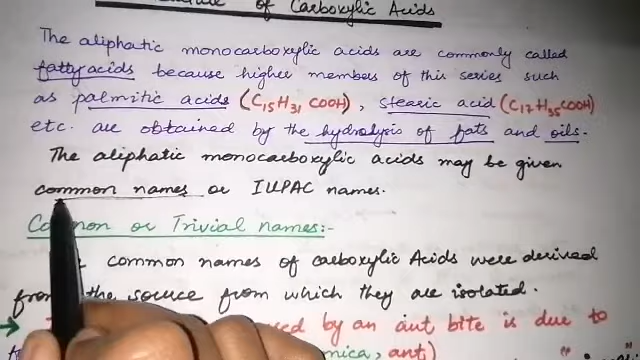 of Carboxylic Acids
The aliphatic monocarboxylic acids are commonly called
fatty acids because higher members of this series such
as palmitic acids (C15H31COOH), stearic acid (C17H35COOH)
etc. are obtained by the hydrolysis of fats and oils.
The aliphatic monocarboxylic acids may be given
common names or IUPAC names.
Common or Trivial names:-
common names of carboxylic Acids were derived
from the source from which they are isolated.
by an ant bite is due to
ant)